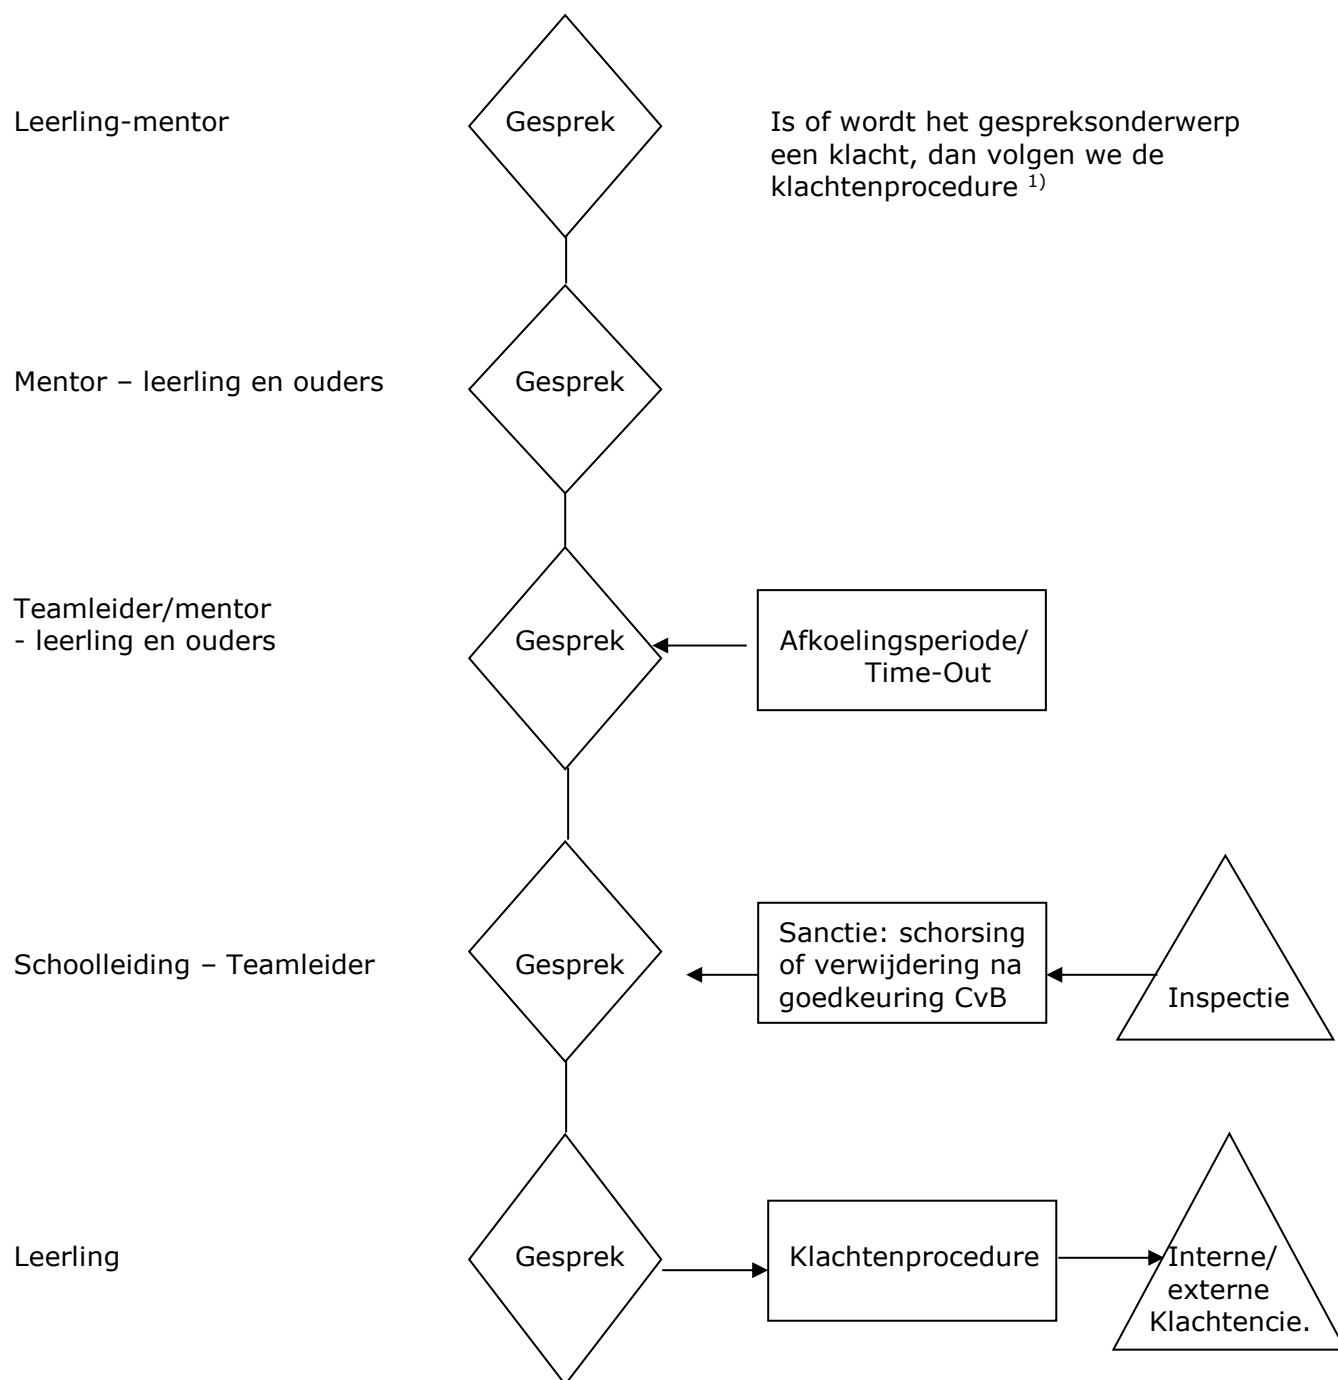 Leerling-mentor
Gesprek
Is of wordt het gespreksonderwerp
een klacht, dan volgen we de
klachtenprocedure 1)
Mentor – leerling en ouders
Gesprek
Teamleider/mentor
- leerling en ouders
Gesprek
Afkoelingsperiode/
Time-Out
Schoolleiding – Teamleider
Gesprek
Sanctie: schorsing
of verwijdering na
goedkeuring CvB
Inspectie
Leerling
Gesprek
Klachtenprocedure
Interne/
externe
Klachtencie.